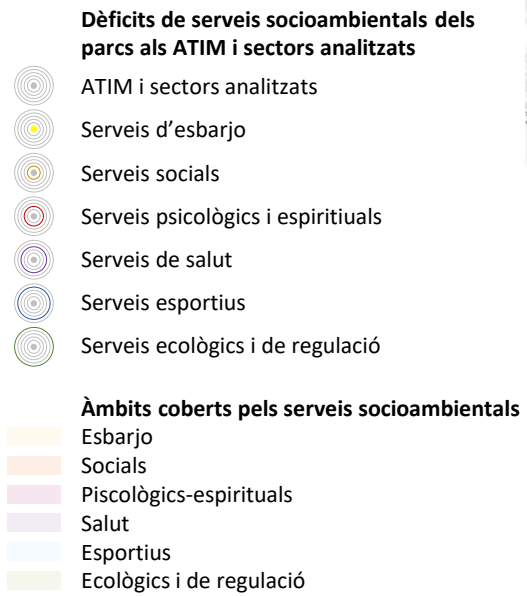 Dèficits de serveis socioambientals dels
parcs als ATIM i sectors analitzats
ATIM i sectors analitzats
Serveis d’esbarjo
Serveis socials
Serveis psicològics i espiritiuals
Serveis de salut
Serveis esportius
Serveis ecològics i de regulació
Àmbits coberts pels serveis socioambientals
Esbarjo
Socials
Piscològics-espirituals
Salut
Esportius
Ecològics i de regulació